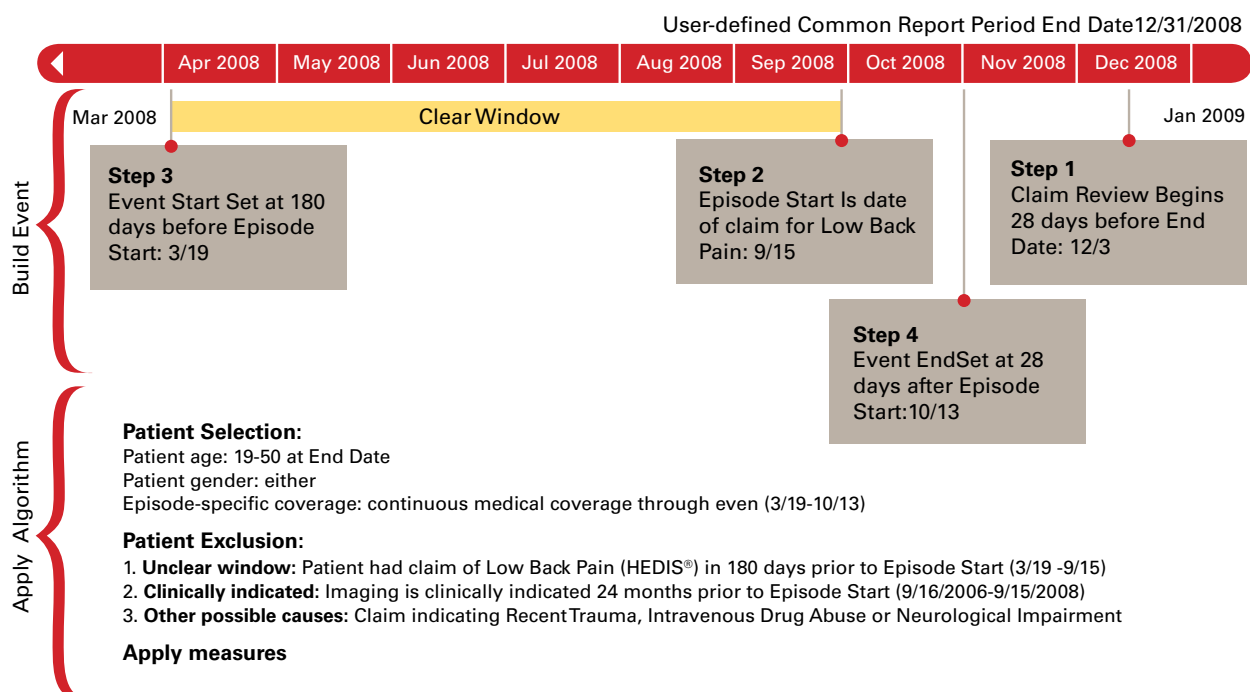 User-defined Common Report Period End Date12/31/2008
Apr 2008 May 2008 Jun 2008 Jul 2008 Aug 2008 Sep 2008 Oct 2008 Nov 2008 Dec 2008
Mar 2008
Clear Window
Jan 2009
Build Event
Step 3
Event Start Set at 180
days before Episode
Start: 3/19
Step 2
Episode Start Is date
of claim for Low Back
Pain: 9/15
Step 1
Claim Review Begins
28 days before End
Date: 12/3
Step 4
Event EndSet at 28
days after Episode
Start:10/13
Apply Algorithm
Patient Selection:
Patient age: 19-50 at End Date
Patient gender: either
Episode-specific coverage: continuous medical coverage through even (3/19-10/13)
Patient Exclusion:
1. Unclear window: Patient had claim of Low Back Pain (HEDIS®) in 180 days prior to Episode Start (3/19 -9/15)
2. Clinically indicated: Imaging is clinically indicated 24 months prior to Episode Start (9/16/2006-9/15/2008)
3. Other possible causes: Claim indicating Recent Trauma, Intravenous Drug Abuse or Neurological Impairment
Apply measures